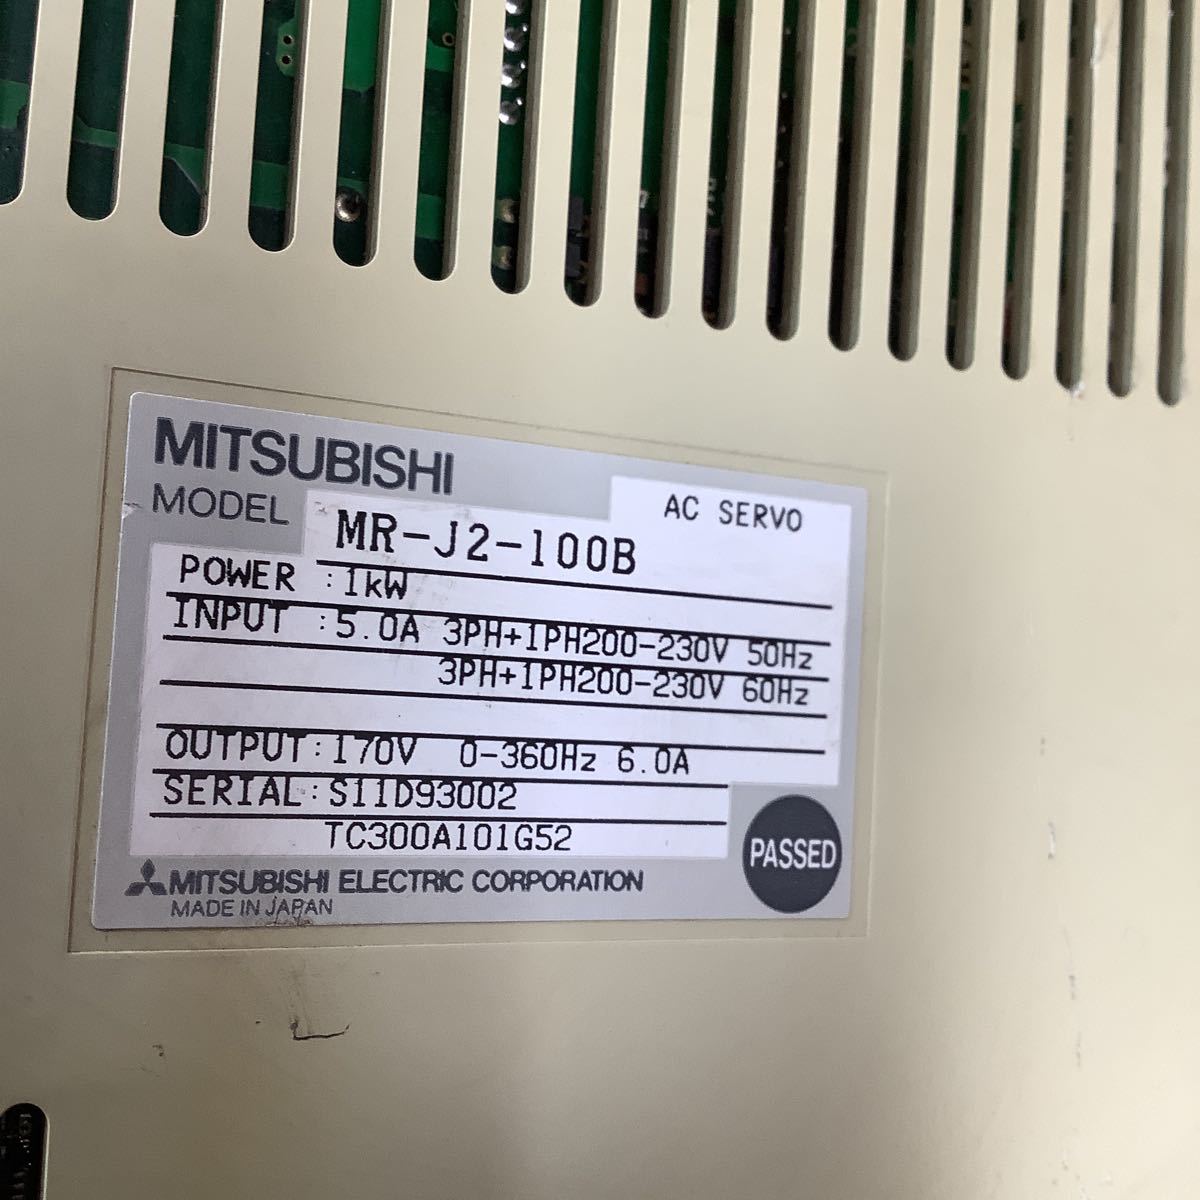 MITSUBISHI
MODEL MR-J2-100B AC SERVO
POWER :1kW
INPUT :5.0A 3PH+1PH200-230V 50Hz
3PH+1PH200-230V 60Hz
OUTPUT:170V 0-360Hz 6.0A
SERIAL:S11D93002
TC300A101G52
PASSED
MITSUBISHI ELECTRIC CORPORATION
MADE IN JAPAN